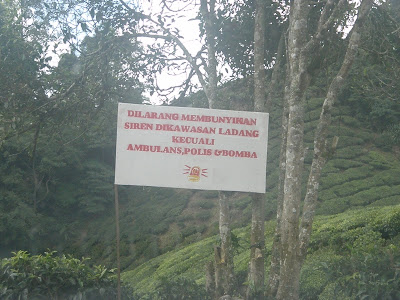 DILARANG MEMBUNYIKAN
SIREN DIKAWASAN LADANG
KECUALI
AMBULANS,POLIS &BOMBA